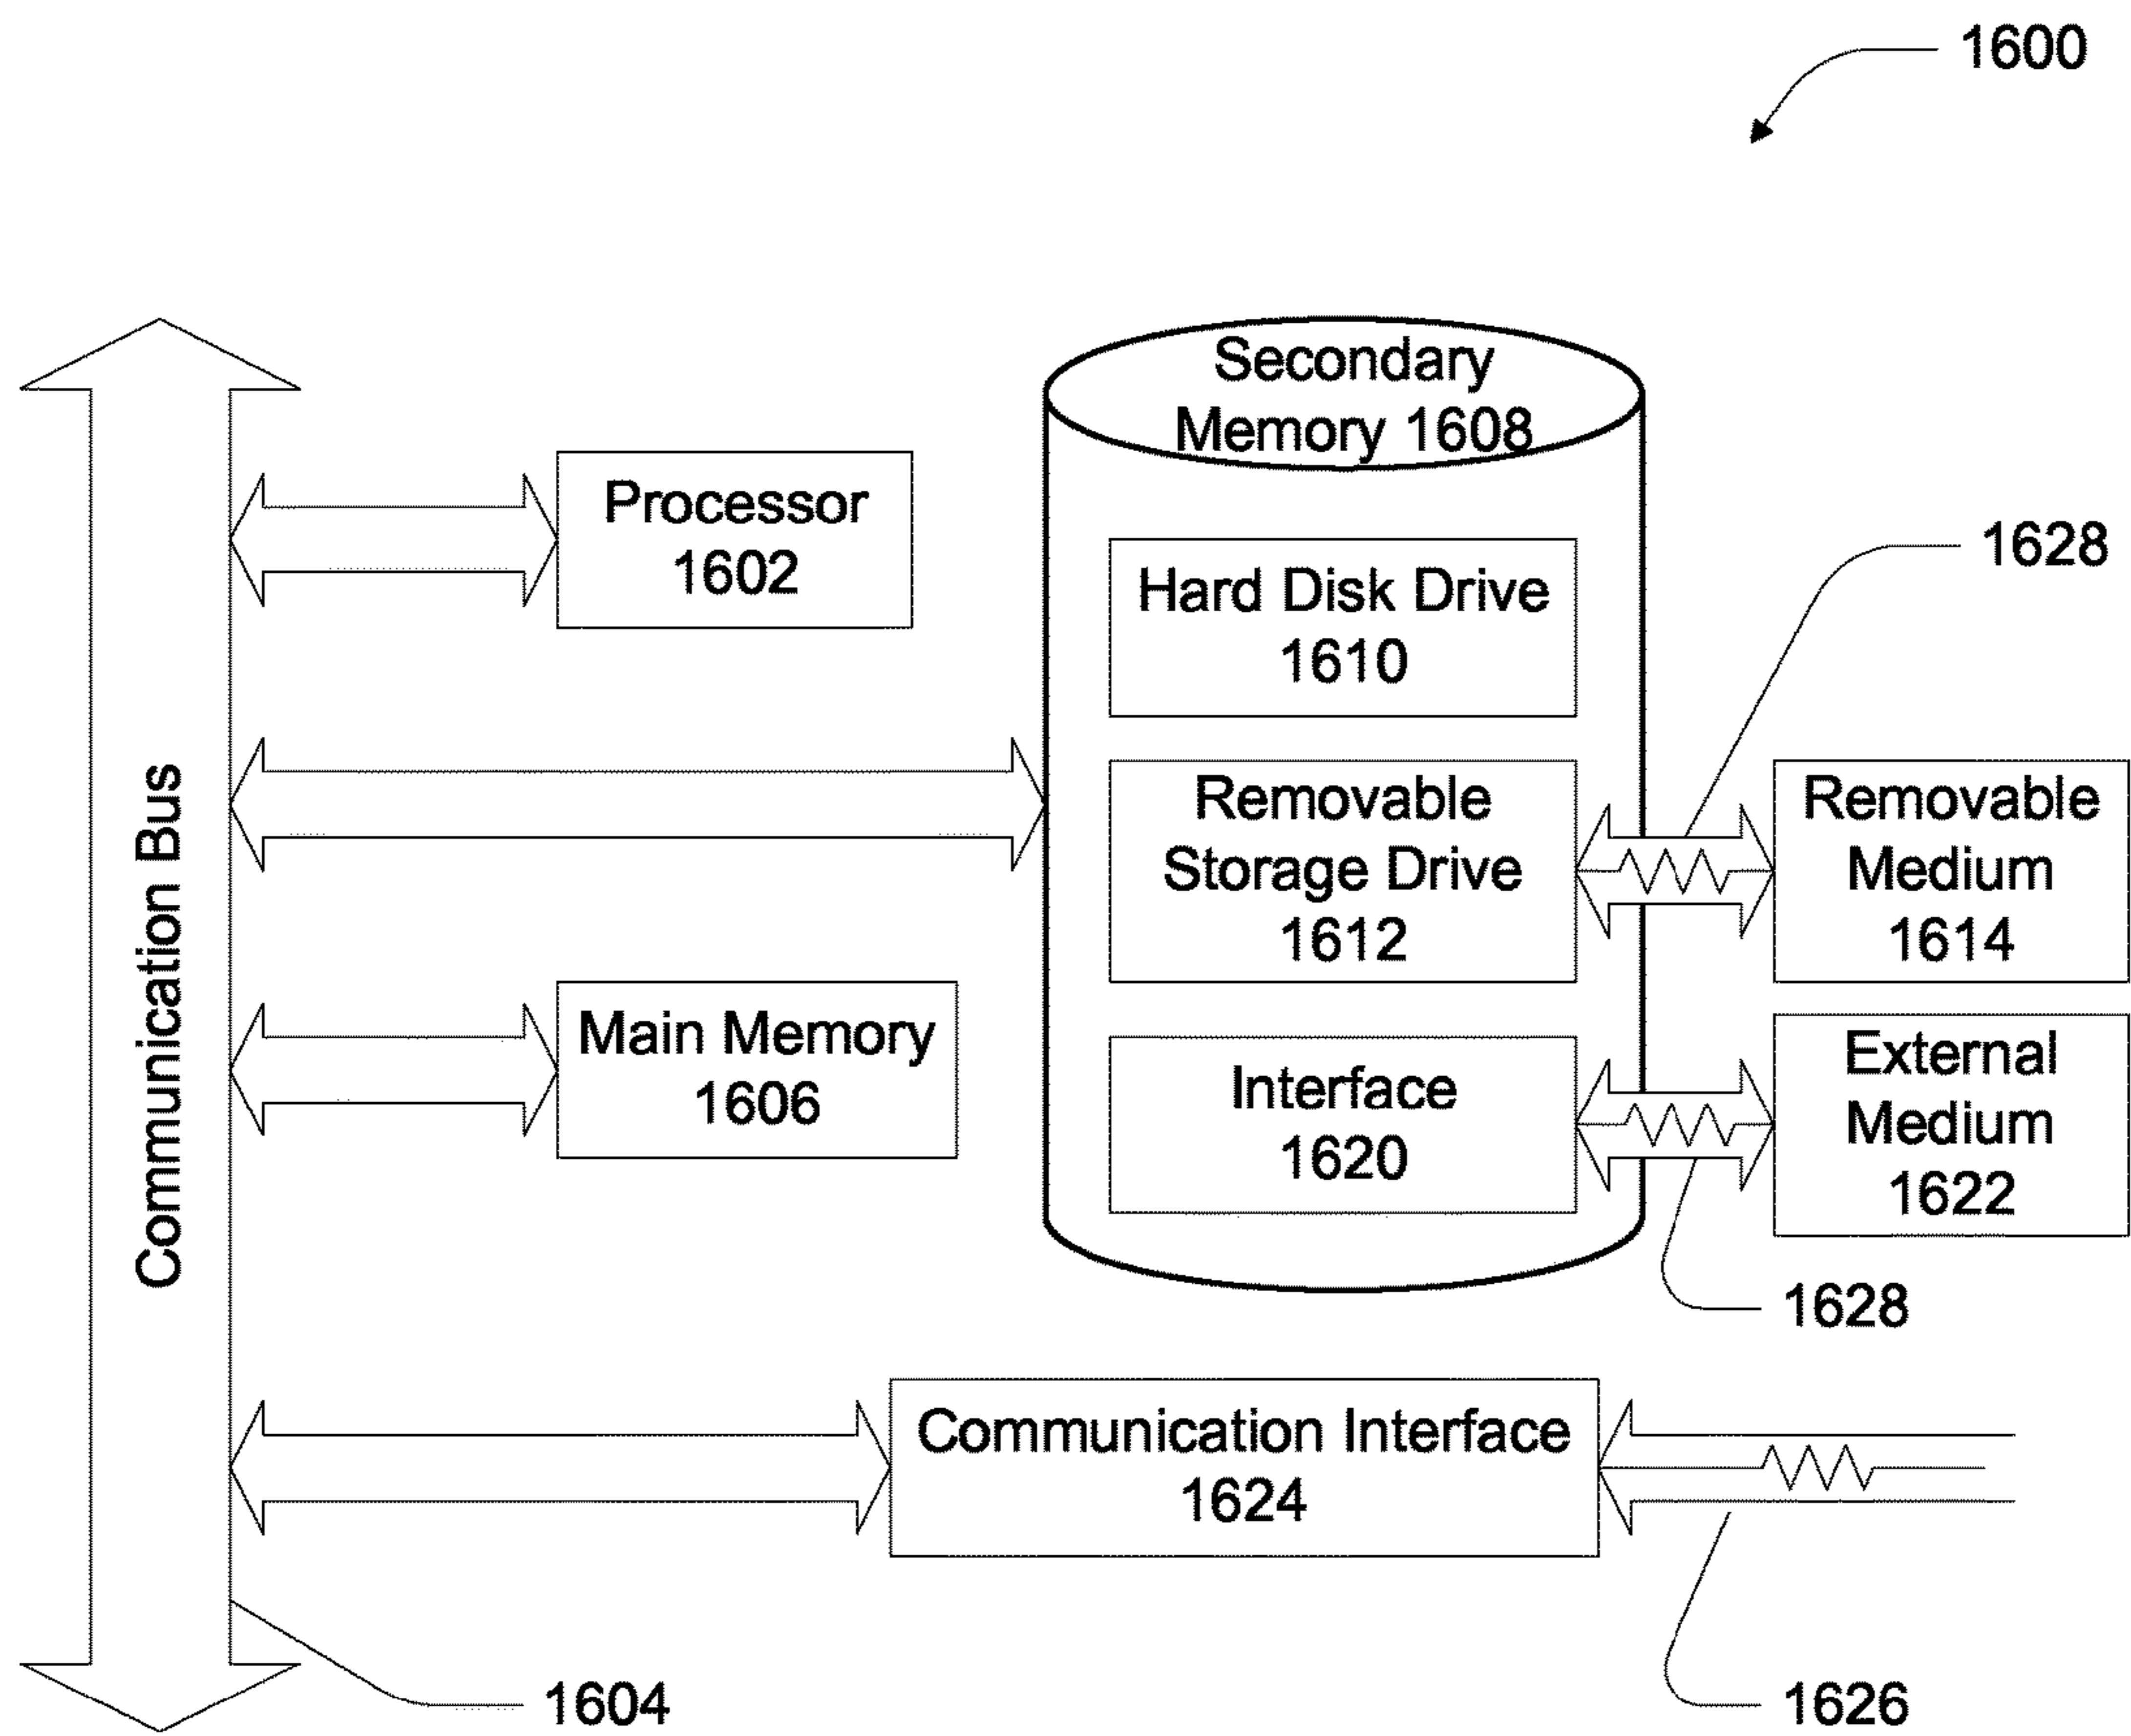 1600
Secondary
Memory 1608
Processor
1602
1628
Hard Disk Drive
1610
Removable
Storage Drive
1612
Removable
Medium
1614
Communication Bus
Main Memory
1606
Interface
1620
External
Medium
1622
1628
Communication Interface
1624
1604
1626